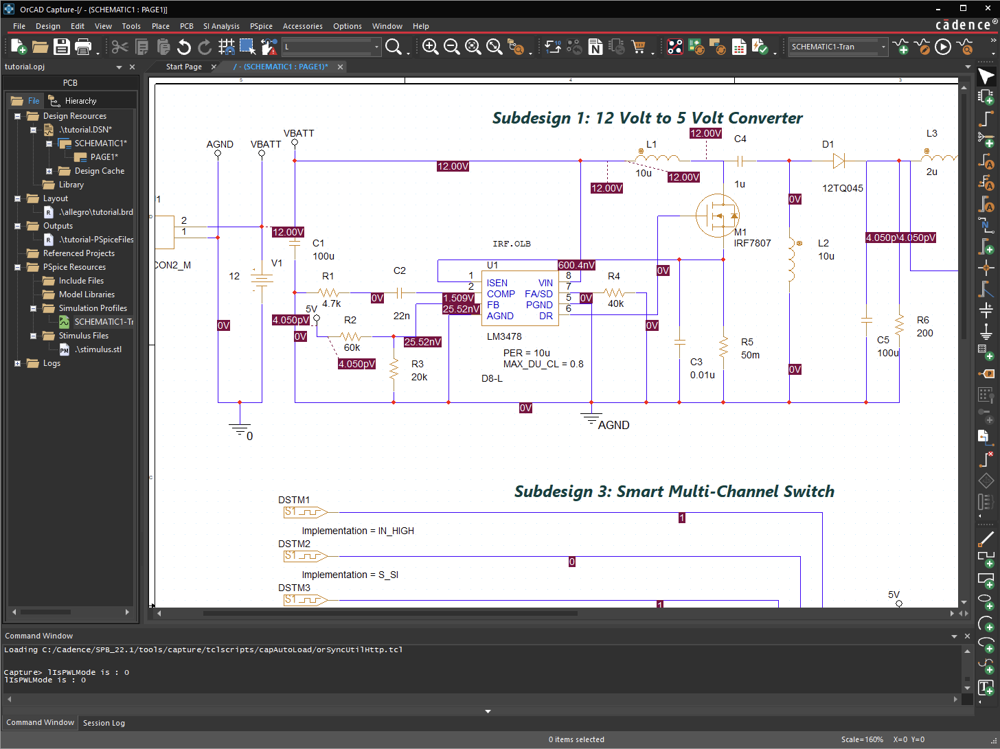 OrCAD Capture-[/ - (SCHEMATIC1 : PAGE1)]
File Design Edit View Tools Place PCB SI Analysis PSpice Accessories Options Window Help
cādence®
L
SCHEMATIC1-Tran
tutorial.opj
Start Page
/ - (SCHEMATIC1 : PAGE1)*
PCB
File
Hierarchy
Design Resources
.\tutorial.DSN*
SCHEMATIC1*
PAGE1*
Design Cache
Library
Layout
.\allegro\tutorial.brd
Outputs
.\tutorial-PSpiceFiles
Referenced Projects
PSpice Resources
Include Files
Model Libraries
Simulation Profiles
SCHEMATIC1-Tr
Stimulus Files
.\stimulus.stl
Logs
5 4 3
Subdesign 1: 12 Volt to 5 Volt Converter
VBATT
12.00V
L3
AGND
VBATT
L1
C4
D1
12.00V
10u
12.00V
2u
12.00V
1u
12TQ045
0V
J1
2
1
12.00V
M1
IRF7807
4.050pV
4.050pV
C1
100u
IRF.OLB
L2
10u
CON2_M
V1
12
U1
600.4nV
0V
R1
4.7k
C2
22n
0V
1
2
ISEN
COMP
FB
AGND
VIN
FA/SD
PGND
DR
8
7
5
6
1.509V
25.52nV
0V
R4
40k
5V
4.050pV
0V
0V
R2
60k
25.52nV
4.050pV
0V
LM3478
PER = 10u
MAX_DU_CL = 0.8
D8-L
R3
20k
C3
0.01u
R5
50m
C5
100u
R6
200
0V
0V
0
AGND
Subdesign 3: Smart Multi-Channel Switch
DSTM1
S1
1
Implementation = IN_HIGH
DSTM2
S1
0
Implementation = S_SI
DSTM3
S1
1
5V
Command Window
Loading C:/Cadence/SPB_22.1/tools/capture/tclscripts/capAutoLoad/orSyncUtilHttp.tcl
Capture> lIsPWLMode is : 0
lIsPWLMode is : 0
Command Window
Session Log
0 items selected
Scale=160% X=0 Y=0